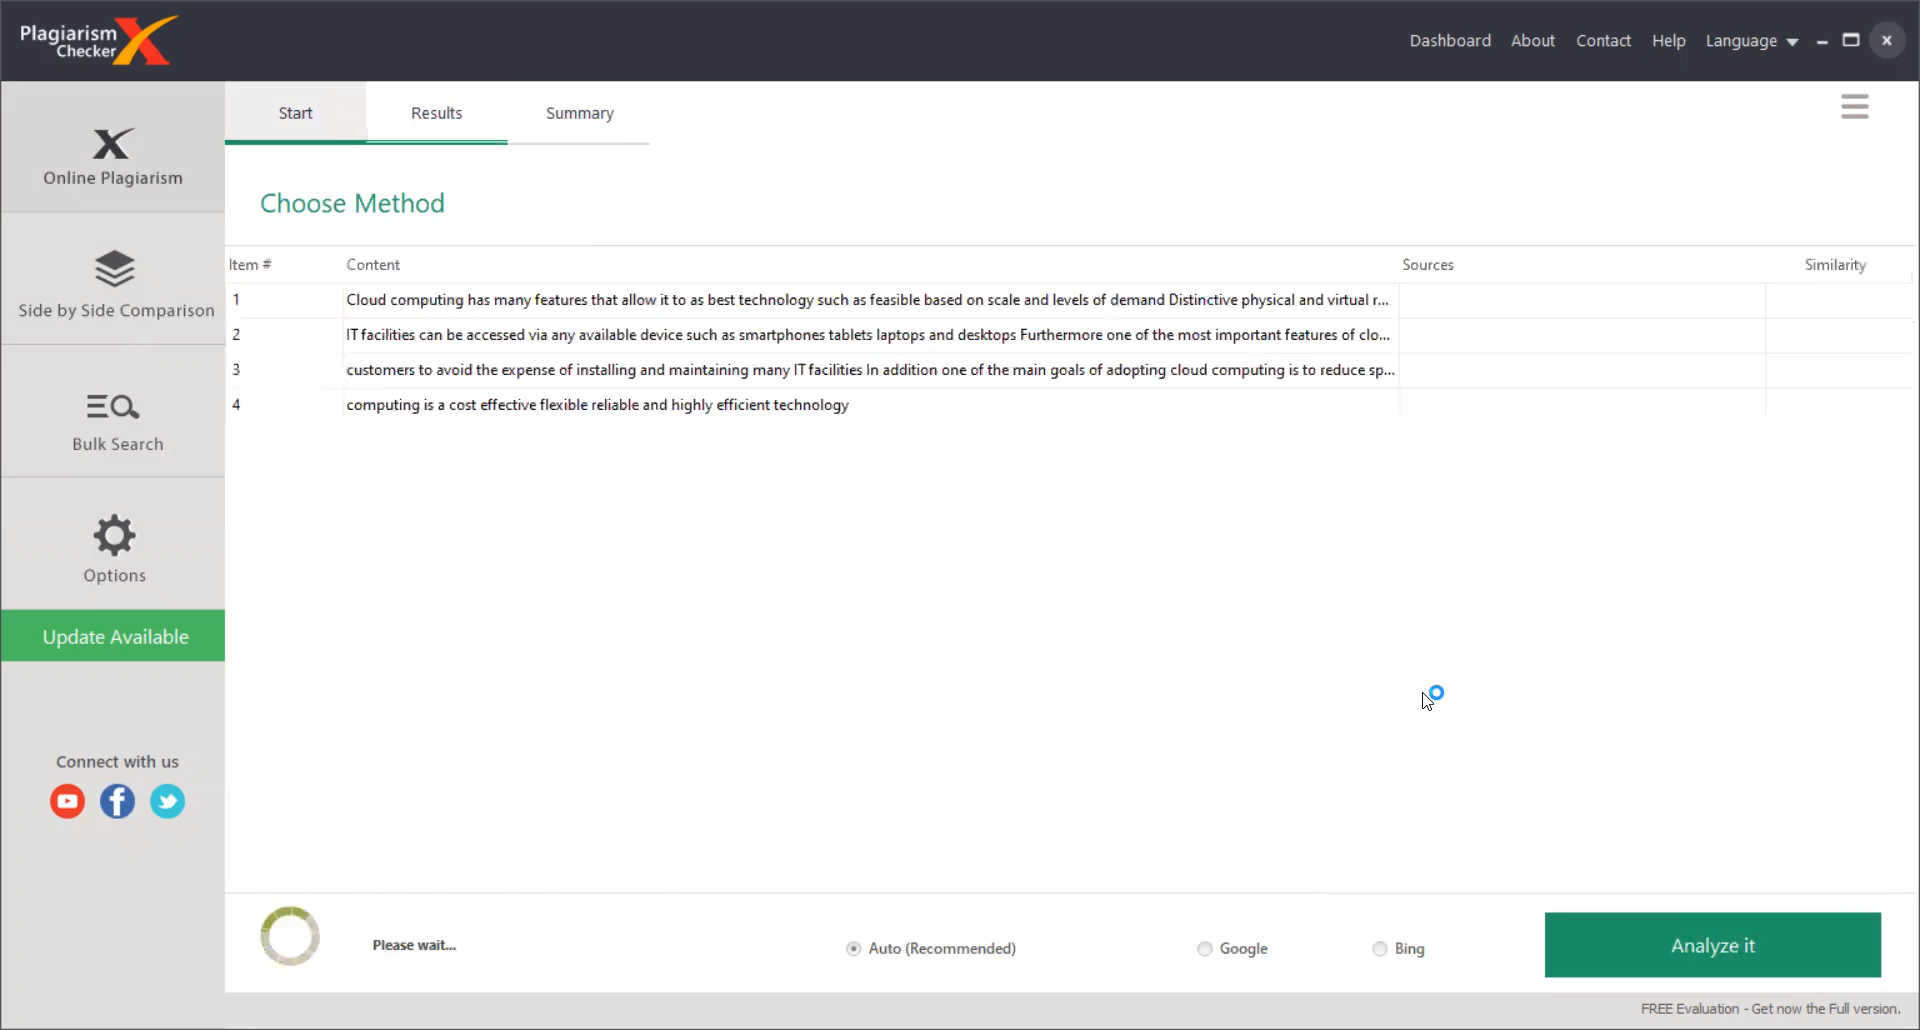 Plagiarism
Checker
Dashboard About Contact Help Language
Start Results Summary
Online Plagiarism
Choose Method
Item # Content Sources Similarity
1 Cloud computing has many features that allow it to as best technology such as feasible based on scale and levels of demand Distinctive physical and virtual r...
2 IT facilities can be accessed via any available device such as smartphones tablets laptops and desktops Furthermore one of the most important features of clo...
3 customers to avoid the expense of installing and maintaining many IT facilities In addition one of the main goals of adopting cloud computing is to reduce sp...
4 computing is a cost effective flexible reliable and highly efficient technology
Side by Side Comparison
Bulk Search
Options
Update Available
Connect with us
Please wait... Auto (Recommended) Google Bing Analyze it
FREE Evaluation - Get now the Full version.